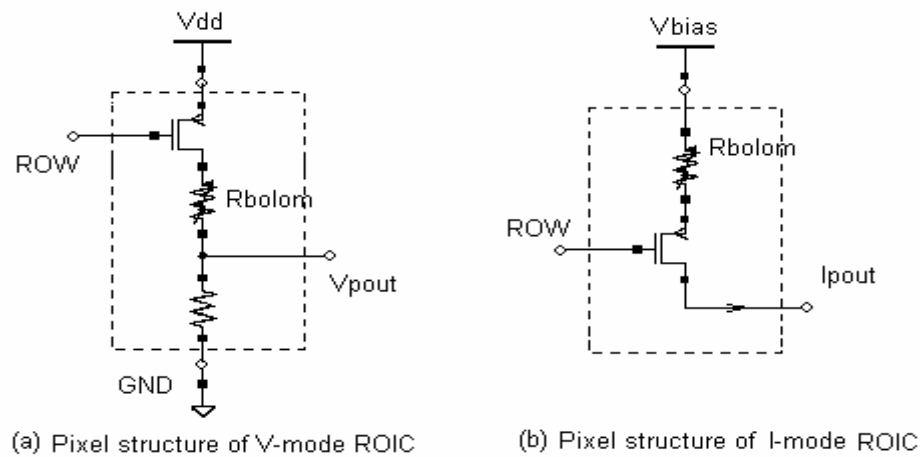 Vdd
ROW
Rbolom
Vpout
GND
(a) Pixel structure of V-mode ROIC
Vbias
Rbolom
ROW
Ipout
(b) Pixel structure of I-mode ROIC